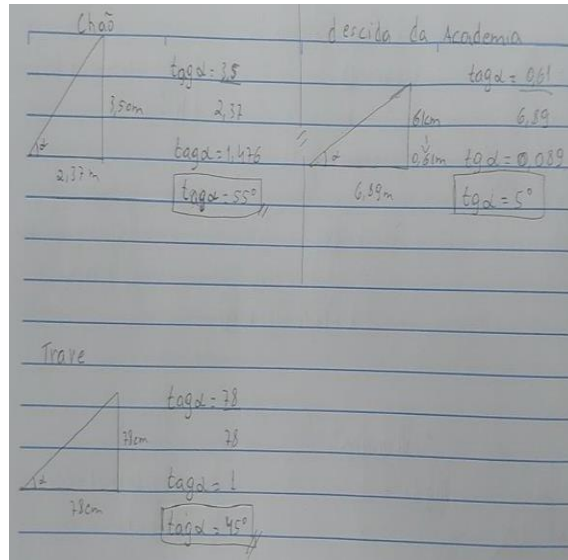 Chão
tagα = 3,5
2,37
3,50m
tagα = 1,476
α
2,37m
tagα = 55°
descida da Academia
tagα = 0,61
6,89
61cm
0,61m
tgα = 0,089
α
6,89m
tgα = 5°
Trave
tagα = 78
78
78cm
α
tagα = 1
78cm
tagα = 45°